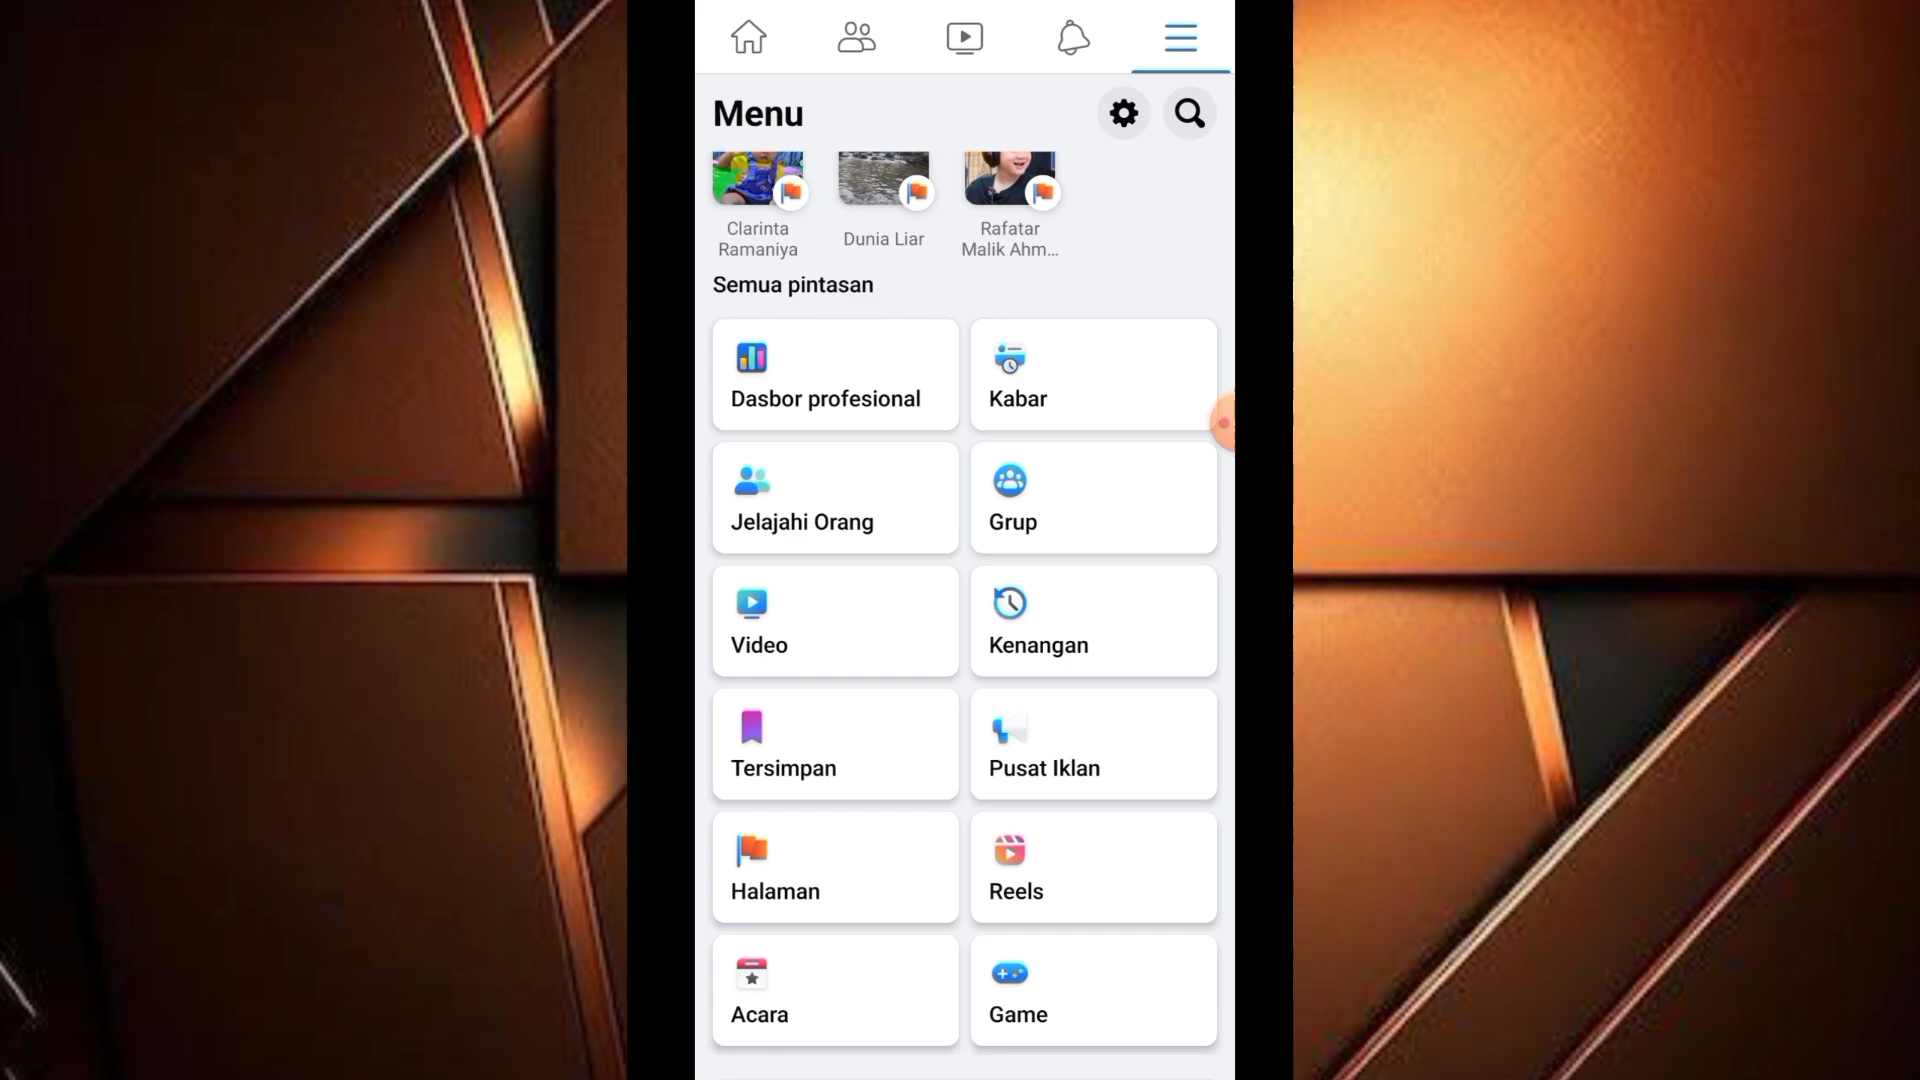 Menu
Clarinta
Ramaniya
Dunia Liar
Rafatar
Malik Ahm...
Semua pintasan
Dasbor profesional
Kabar
Jelajahi Orang
Grup
Video
Kenangan
Tersimpan
Pusat Iklan
Halaman
Reels
Acara
Game